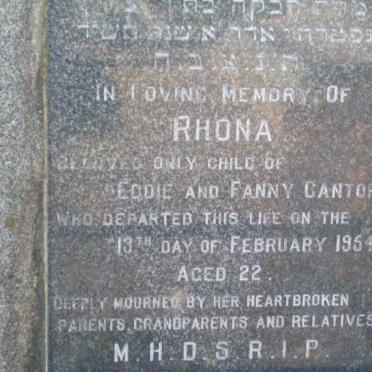 ת. נ. צ. ב. ה.
IN LOVING MEMORY OF
RHONA
BELOVED ONLY CHILD OF
EDDIE AND FANNY CANTOR
WHO DEPARTED THIS LIFE ON THE
13TH DAY OF FEBRUARY 1954
AGED 22.
DEEPLY MOURNED BY HER HEARTBROKEN
PARENTS, GRANDPARENTS AND RELATIVES
M. H. D. S. R. I. P.